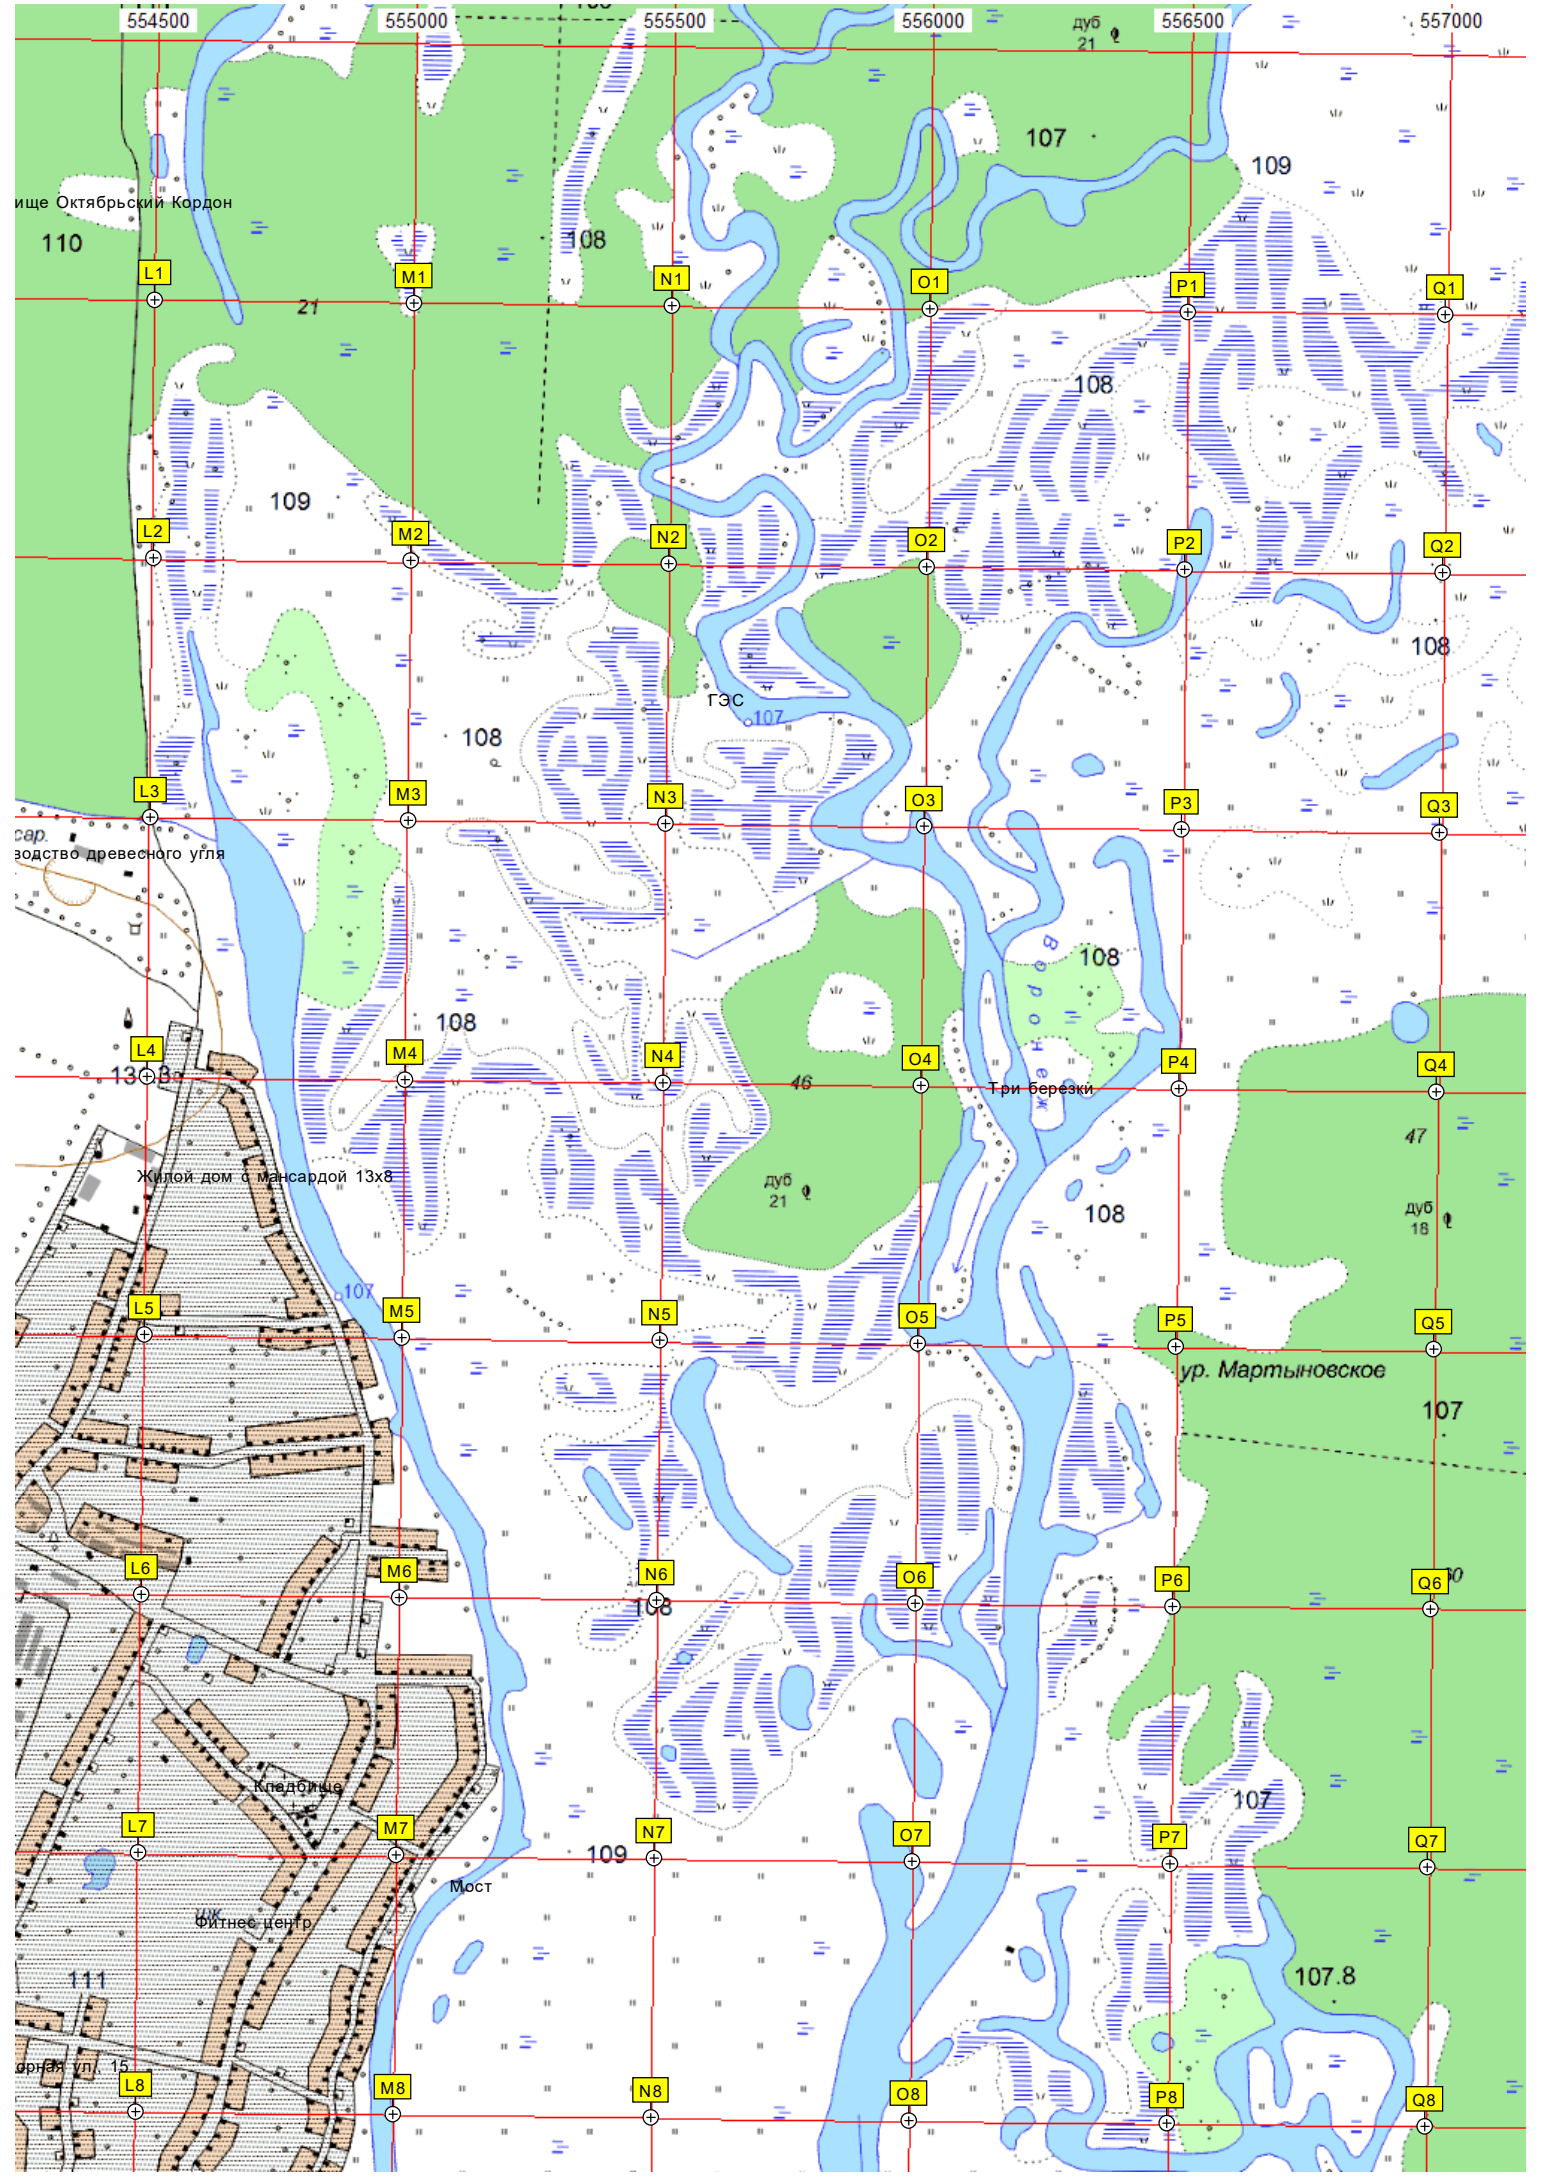 554500 555000 555500 556000 556500 557000
дуб
21
107
109
ище Октябрьский Кордон
110
108
L1 M1 N1 O1 P1 Q1
21
108
109
L2 M2 N2 O2 P2 Q2
108
ГЭС
107
108
L3 M3 N3 O3 P3 Q3
сар.
водство древесного угля
Воронеж
108
108
L4 M4 N4 O4 P4 Q4
46
Три березки
47
Жилой дом с мансардой 13х8
дуб
21
108
дуб
18
107
L5 M5 N5 O5 P5 Q5
ур. Мартыновское
107
L6 M6 N6 O6 P6 Q6
108
Кладбище
107
L7 M7 N7 O7 P7 Q7
109
Мост
Фитнес центр
111
107.8
орная ул., 15
L8 M8 N8 O8 P8 Q8